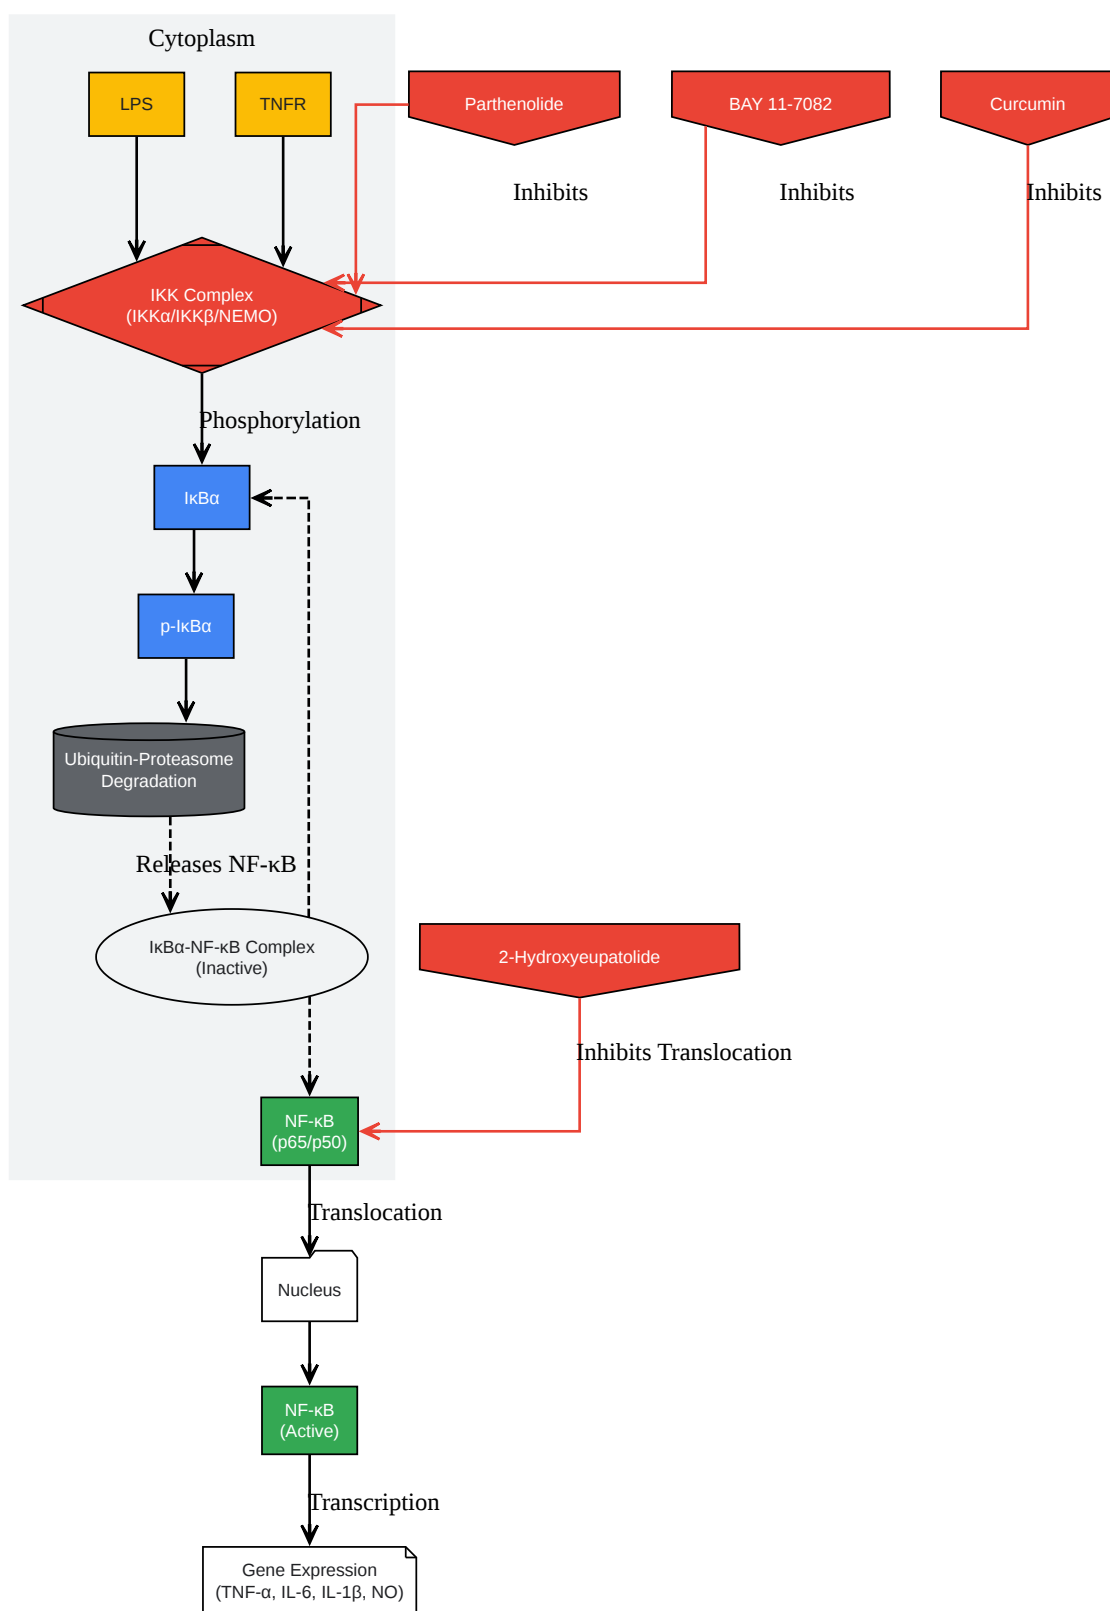 Cytoplasm
LPS
TNFR
Parthenolide
BAY 11-7082
Curcumin
Inhibits
Inhibits
Inhibits
IKK Complex
(IKKα/IKKβ/NEMO)
Phosphorylation
IκBα
p-IκBα
Ubiquitin-Proteasome
Degradation
Releases NF-κB
IκBα-NF-κB Complex
(Inactive)
2-Hydroxyeupatolide
Inhibits Translocation
NF-κB
(p65/p50)
Translocation
Nucleus
NF-κB
(Active)
Transcription
Gene Expression
(TNF-α, IL-6, IL-1β, NO)